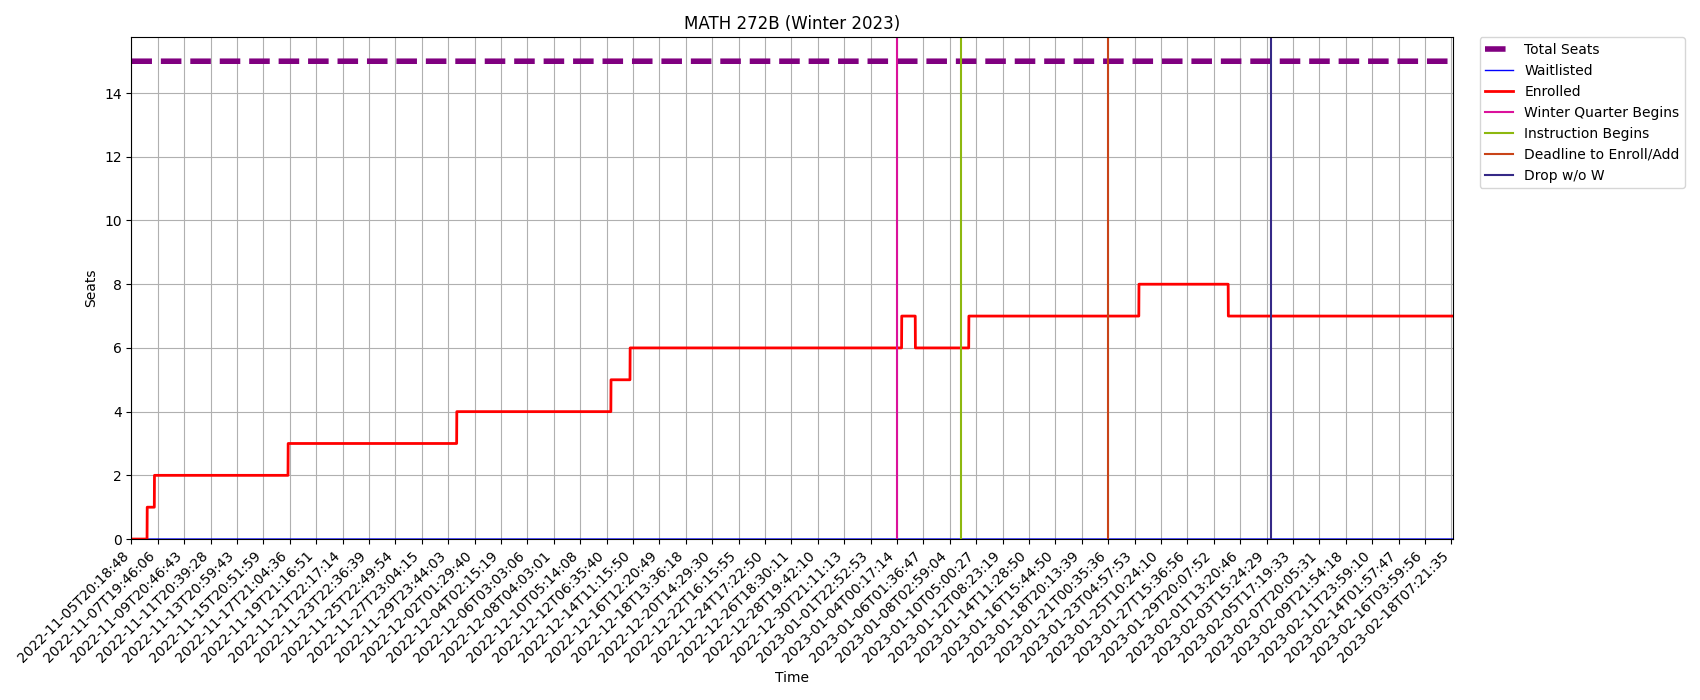 MATH 272B (Winter 2023)
Total Seats
Waitlisted
Enrolled
Winter Quarter Begins
Instruction Begins
Deadline to Enroll/Add
Drop w/o W
Seats
14
12
10
8
6
4
2
0
2022-11-05T20:18:48
2022-11-07T19:46:06
2022-11-09T20:46:43
2022-11-11T20:39:28
2022-11-13T20:59:43
2022-11-15T20:51:59
2022-11-17T21:04:36
2022-11-19T21:16:51
2022-11-21T22:17:14
2022-11-23T22:36:39
2022-11-25T22:49:54
2022-11-27T23:04:15
2022-11-29T23:44:03
2022-12-02T01:29:40
2022-12-04T02:15:19
2022-12-06T03:03:06
2022-12-08T04:03:01
2022-12-10T05:14:08
2022-12-12T06:35:40
2022-12-14T11:15:50
2022-12-16T12:20:49
2022-12-18T13:36:18
2022-12-20T14:29:30
2022-12-22T16:15:55
2022-12-24T17:22:50
2022-12-26T18:30:11
2022-12-28T19:42:10
2022-12-30T21:11:13
2023-01-01T22:52:53
2023-01-04T00:17:14
2023-01-06T01:36:47
2023-01-08T02:59:04
2023-01-10T05:00:27
2023-01-12T08:23:19
2023-01-14T11:28:50
2023-01-16T15:44:50
2023-01-18T20:13:39
2023-01-21T00:35:36
2023-01-23T04:57:53
2023-01-25T10:24:10
2023-01-27T15:36:56
2023-01-29T20:07:52
2023-02-01T13:20:46
2023-02-03T15:24:29
2023-02-05T17:19:33
2023-02-07T20:05:31
2023-02-09T21:54:18
2023-02-11T23:59:10
2023-02-14T01:57:47
2023-02-16T03:59:56
2023-02-18T07:21:35
Time